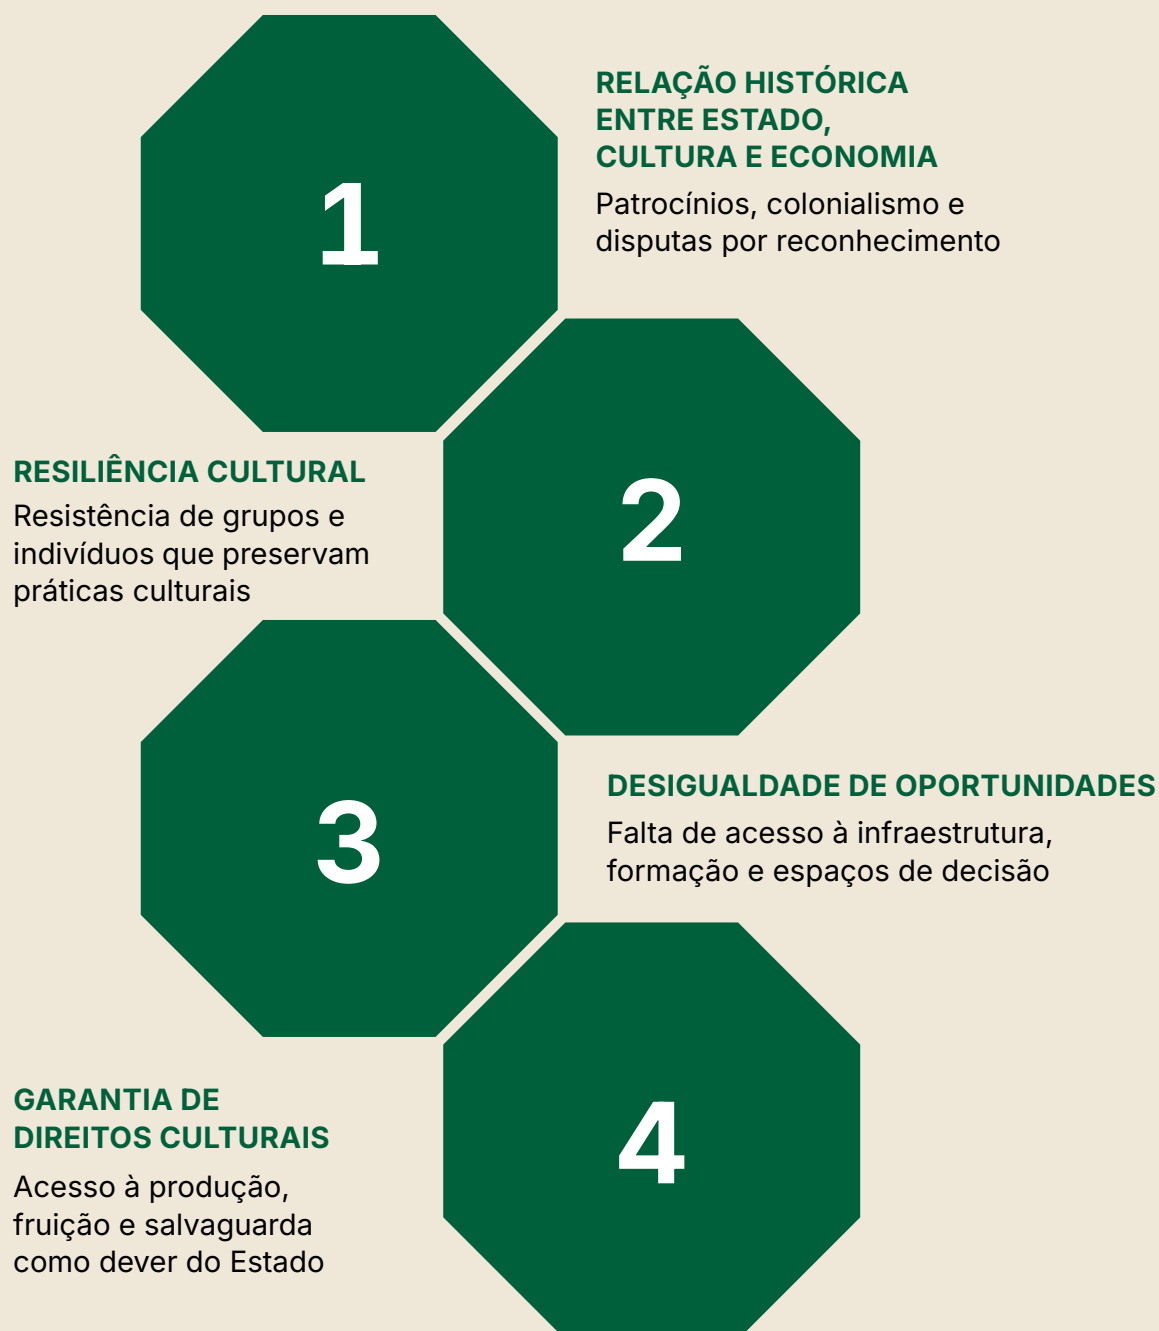 1
RELAÇÃO HISTÓRICA
ENTRE ESTADO,
CULTURA E ECONOMIA
Patrocínios, colonialismo e
disputas por reconhecimento
2
RESILIÊNCIA CULTURAL
Resistência de grupos e
indivíduos que preservam
práticas culturais
3
DESIGUALDADE DE OPORTUNIDADES
Falta de acesso à infraestrutura,
formação e espaços de decisão
4
GARANTIA DE
DIREITOS CULTURAIS
Acesso à produção,
fruição e salvaguarda
como dever do Estado